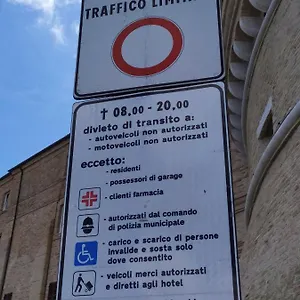 TRAFFICO LIMITATO
✝ 08,00 - 20,00
divieto di transito a:
- autoveicoli non autorizzati
- motoveicoli non autorizzati
eccetto:
- residenti
- possessori di garage
- clienti farmacia
- autorizzati dal comando
di polizia municipale
- carico e scarico di persone
invalide e sosta solo
dove consentito
- veicoli merci autorizzati
e diretti agli hotel